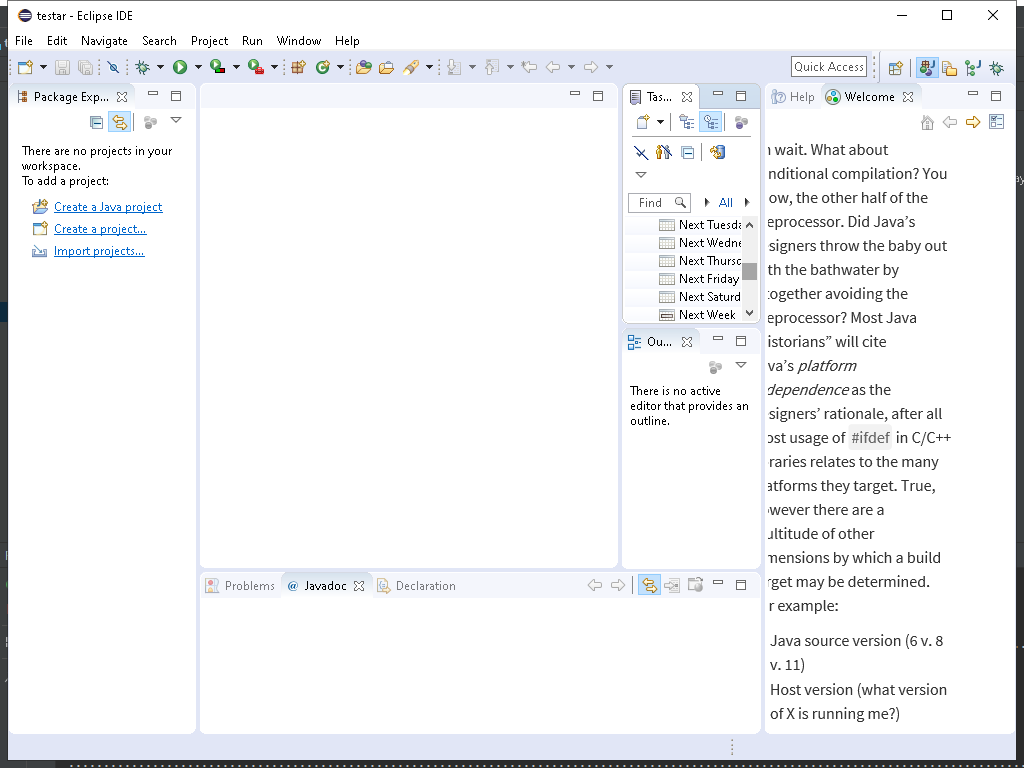 testar - Eclipse IDE
File Edit Navigate Search Project Run Window Help
Quick Access
Package Exp...
There are no projects in your
workspace.
To add a project:
Create a Java project
Create a project...
Import projects...
Tas...
Find
All
Next Tuesda
Next Wedne
Next Thursd
Next Friday
Next Saturd
Next Week
Ou...
There is no active
editor that provides an
outline.
Problems @ Javadoc Declaration
Help Welcome
wait. What about
nditional compilation? You
ow, the other half of the
eprocessor. Did Java's
signers throw the baby out
th the bathwater by
together avoiding the
eprocessor? Most Java
istorians” will cite
va's platform
dependence as the
signers' rationale, after all
ost usage of #ifdef in C/C++
raries relates to the many
atforms they target. True,
owever there are a
ultitude of other
mensions by which a build
rget may be determined.
r example:
Java source version (6 v. 8
v. 11)
Host version (what version
of X is running me?)